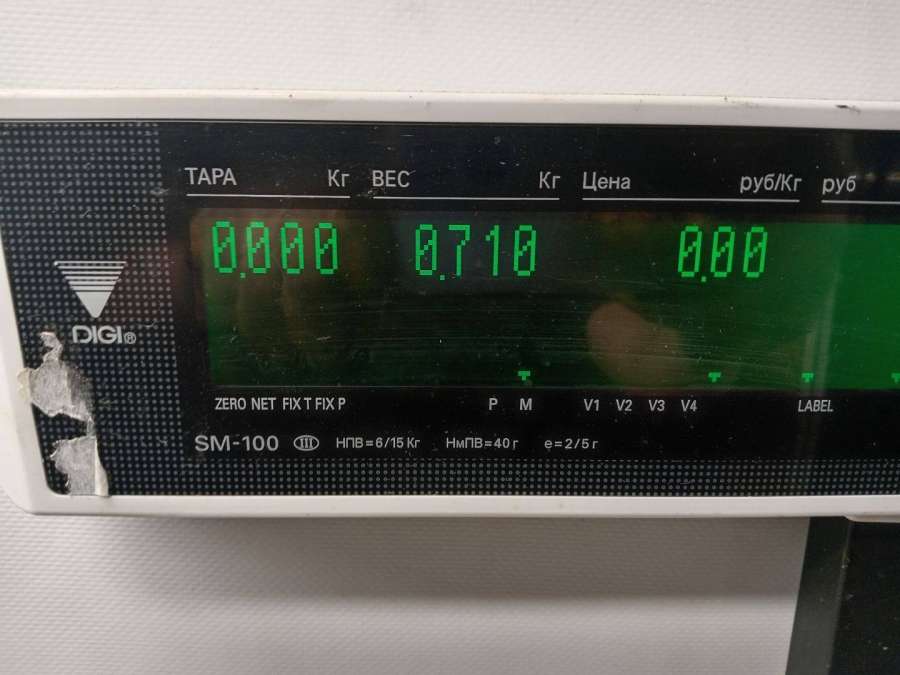 ТАРА Кг ВЕС Кг Цена руб/Кг руб
0.000 0.710 0.00
DIGI®
ZERO NET FIX T FIX P P M V1 V2 V3 V4 LABEL
SM-100 III НПВ=6/15 Кг НмПВ=40 г e=2/5 г